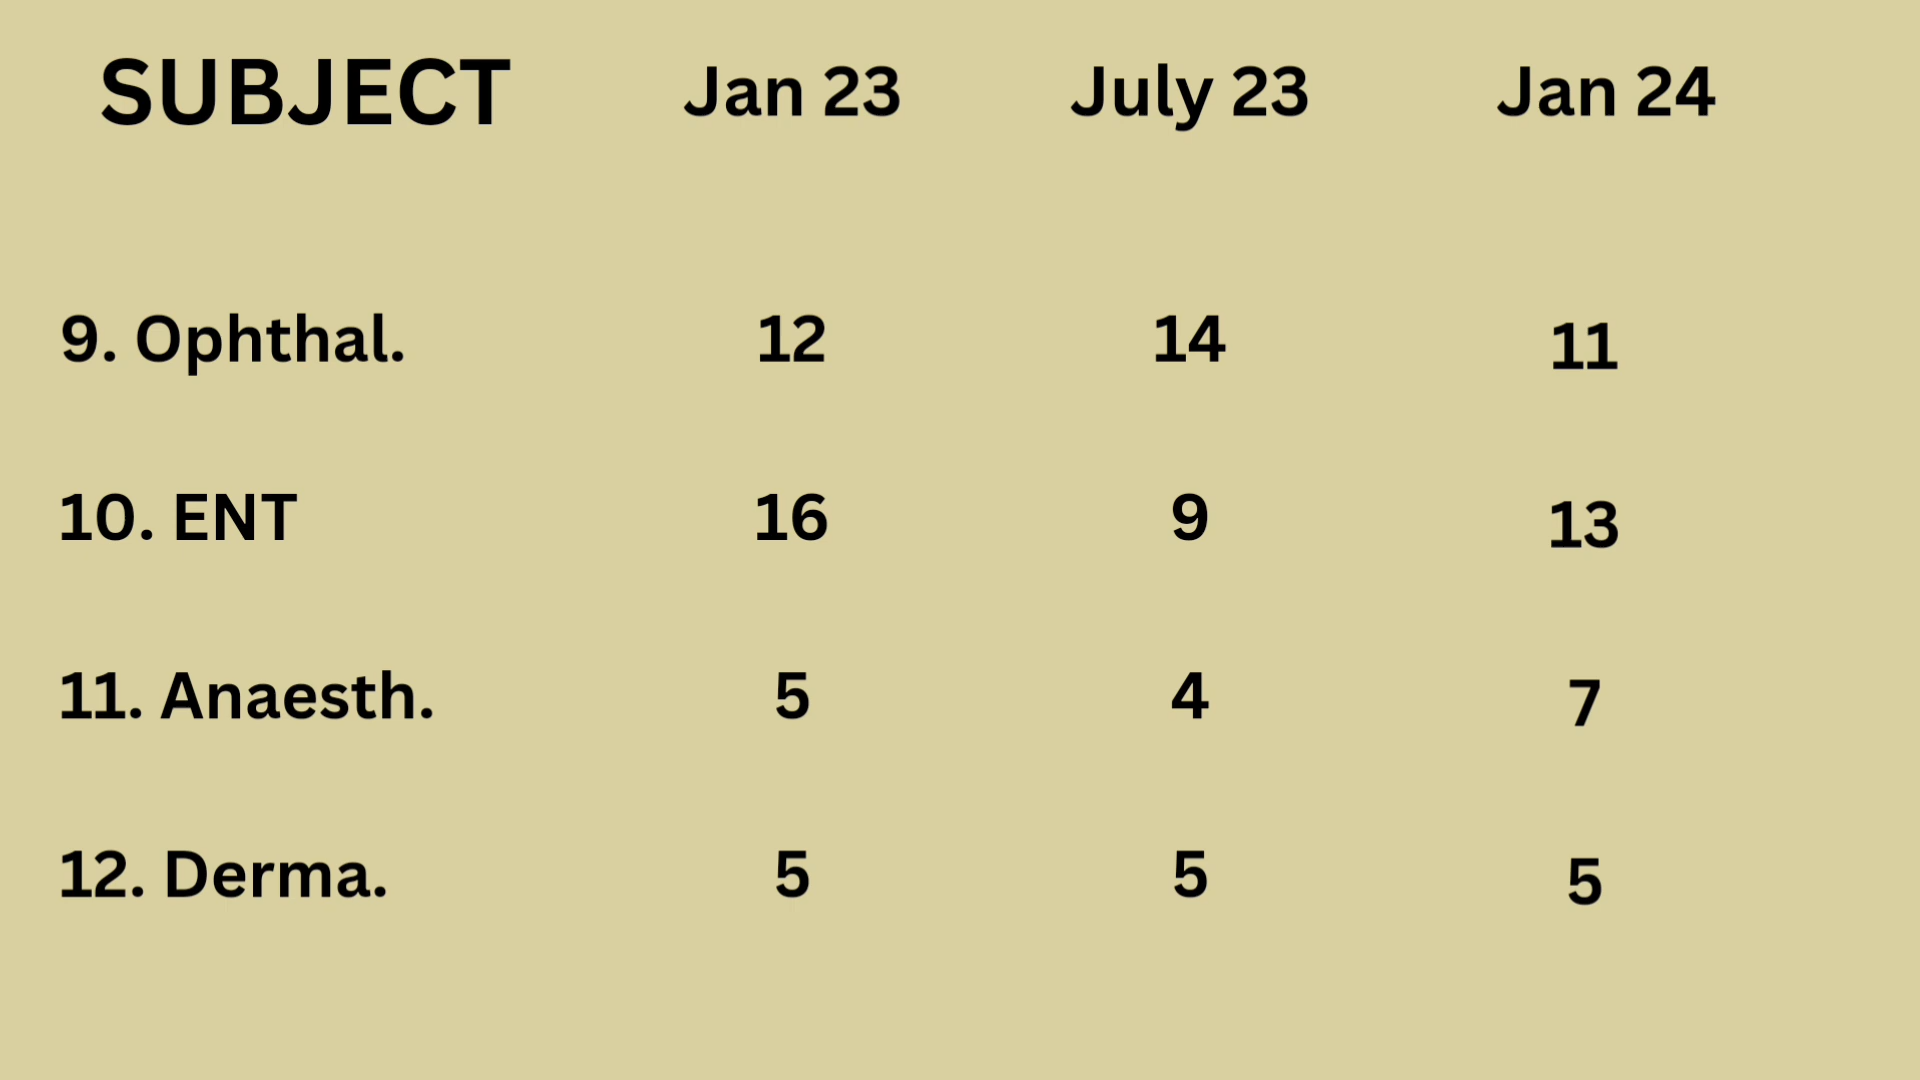 SUBJECT Jan 23 July 23 Jan 24
9. Ophthal. 12 14 11
10. ENT 16 9 13
11. Anaesth. 5 4 7
12. Derma. 5 5 5